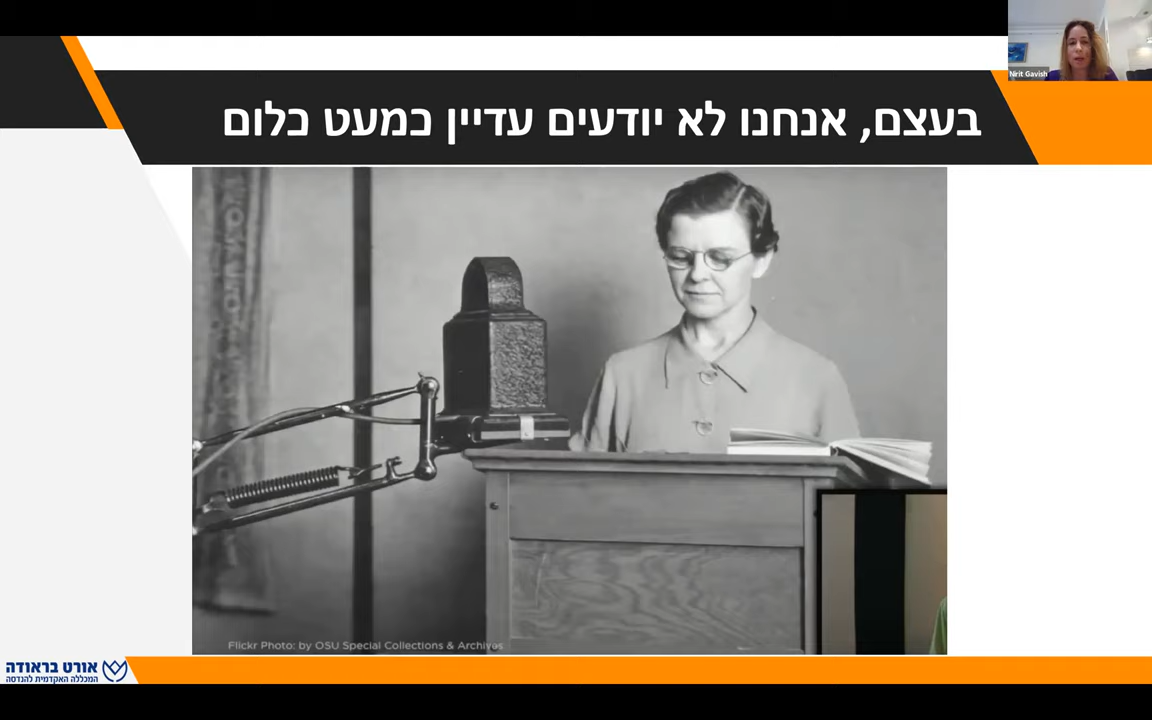 Nirit Gavish
בעצם, אנחנו לא יודעים עדיין כמעט כלום
Flickr Photo: by OSU Special Collections & Archives
אורט בראודה
המכללה האקדמית להנדסה